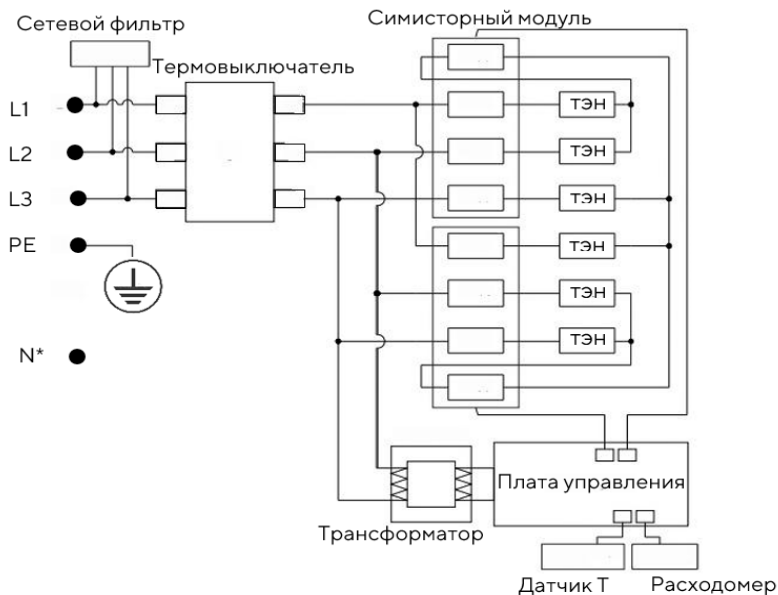 Сетевой фильтр
Симисторный модуль
Термовыключатель
L1
ТЭН
L2
ТЭН
L3
ТЭН
PE
ТЭН
ТЭН
ТЭН
N*
Плата управления
Трансформатор
Датчик Т
Расходомер